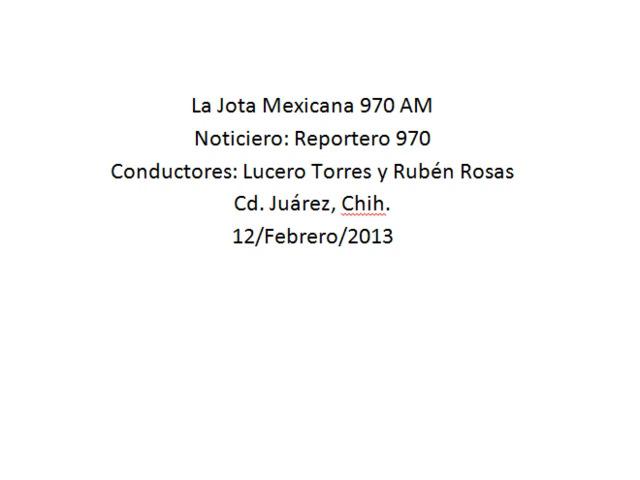 La Jota Mexicana 970 AM
Noticiero: Reportero 970
Conductores: Lucero Torres y Rubén Rosas
Cd. Juárez, Chih.
12/Febrero/2013